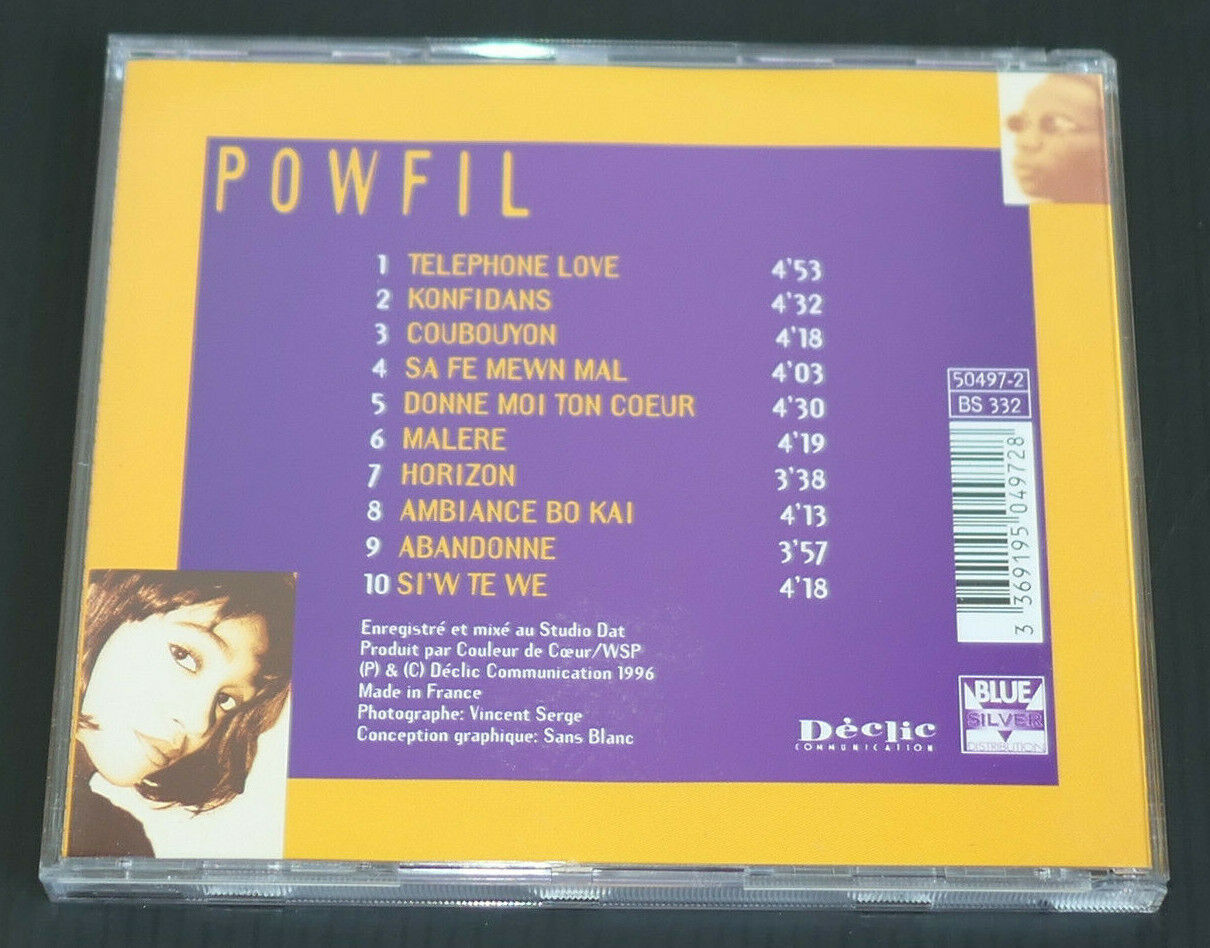 POWFIL
1 TELEPHONE LOVE 4'53
2 KONFIDANS 4'32
3 COUBOUYON 4'18
4 SA FE MEWN MAL 4'03
5 DONNE MOI TON COEUR 4'30
6 MALERE 4'19
7 HORIZON 3'38
8 AMBIANCE BO KAI 4'13
9 ABANDONNE 3'57
10 SI'W TE WE 4'18
Enregistré et mixé au Studio Dat
Produit par Couleur de Cœur/WSP
(P) & (C) Déclic Communication 1996
Made in France
Photographe: Vincent Serge
Conception graphique: Sans Blanc
50497-2
BS 332
3 369195 049728
Déclic
COMMUNICATION
BLUE
SILVER
DISTRIBUTION